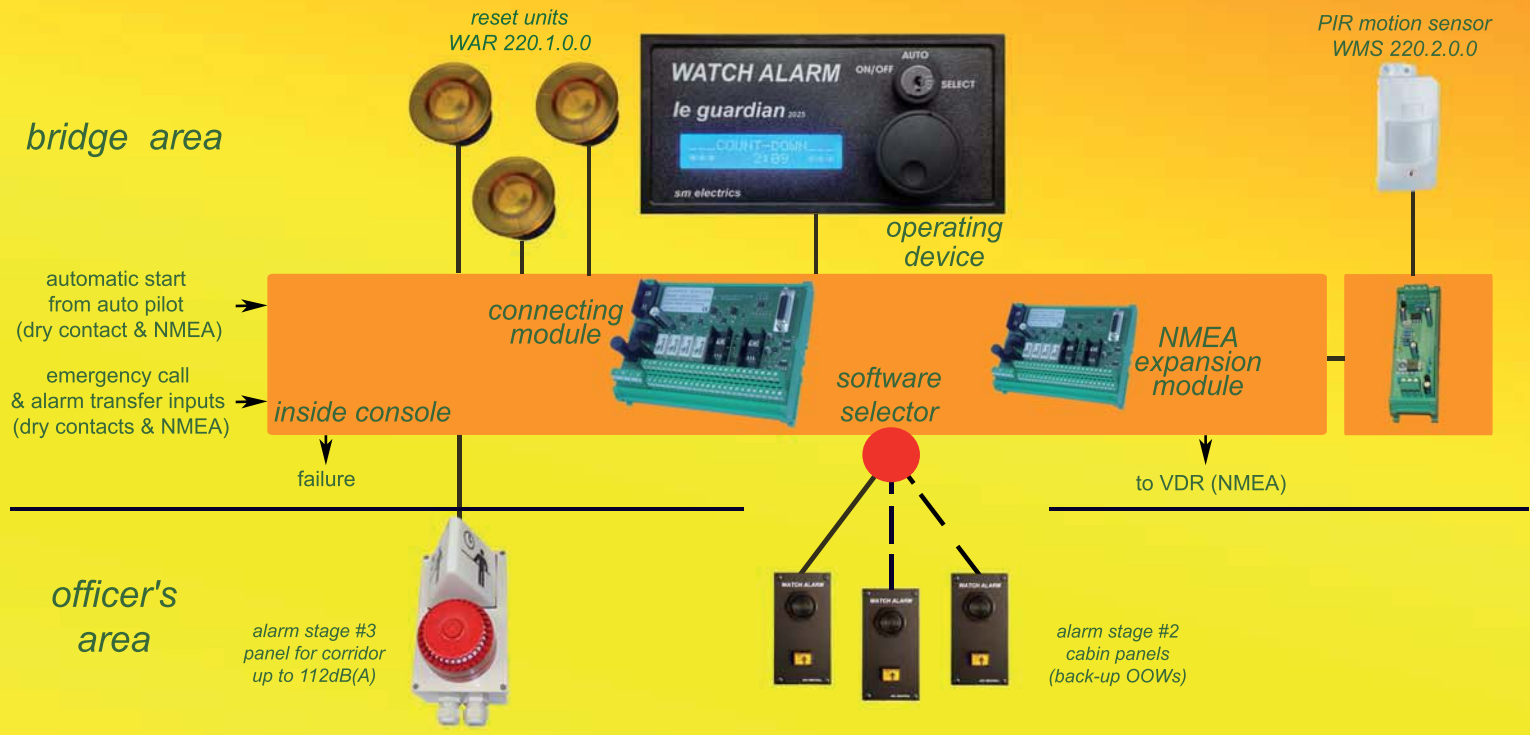 reset units
WAR 220.1.0.0
PIR motion sensor
WMS 220.2.0.0
WATCH ALARM
ON/OFF
AUTO
SELECT
le guardian 2025
COUNT-DOWN
*** 2:09 ***
sm electrics
bridge area
operating
device
automatic start
from auto pilot
(dry contact & NMEA)
connecting
module
NMEA
expansion
module
emergency call
& alarm transfer inputs
(dry contacts & NMEA)
software
selector
inside console
failure
to VDR (NMEA)
officer's
area
alarm stage #3
panel for corridor
up to 112dB(A)
WATCH ALARM
WATCH ALARM
WATCH ALARM
alarm stage #2
cabin panels
(back-up OOWs)